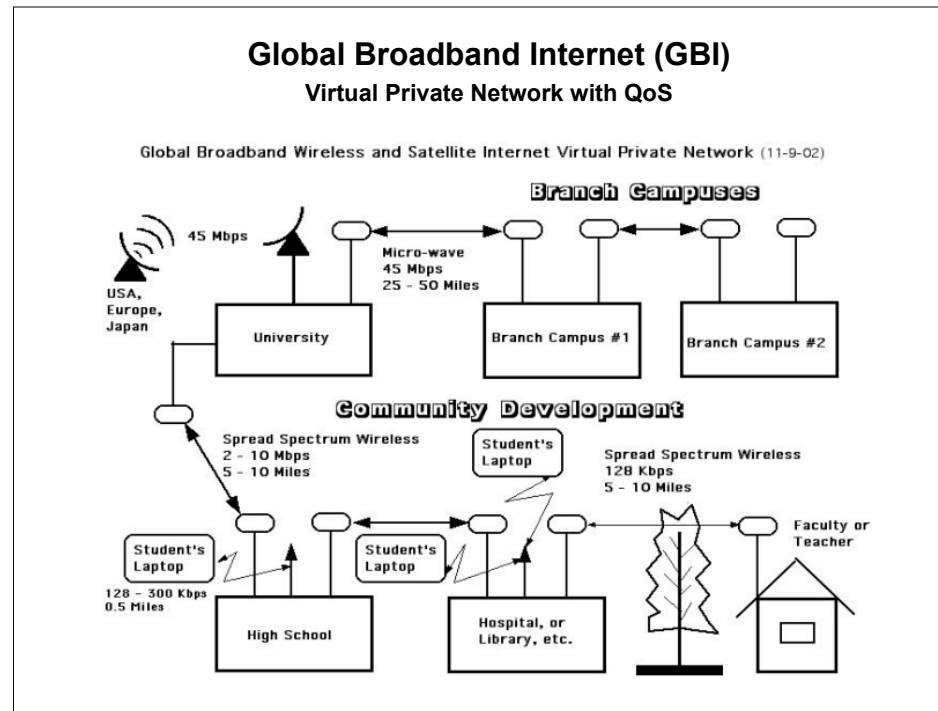 Global Broadband Internet (GBI)
Virtual Private Network with QoS
Global Broadband Wireless and Satellite Internet Virtual Private Network (11-9-02)
Branch Campuses
45 Mbps
Micro-wave
45 Mbps
25 - 50 Miles
USA,
Europe,
Japan
University
Branch Campus #1
Branch Campus #2
Community Development
Spread Spectrum Wireless
2 - 10 Mbps
5 - 10 Miles
Student's
Laptop
Spread Spectrum Wireless
128 Kbps
5 - 10 Miles
Student's
Laptop
Student's
Laptop
Faculty or
Teacher
128 - 300 Kbps
0.5 Miles
High School
Hospital, or
Library, etc.